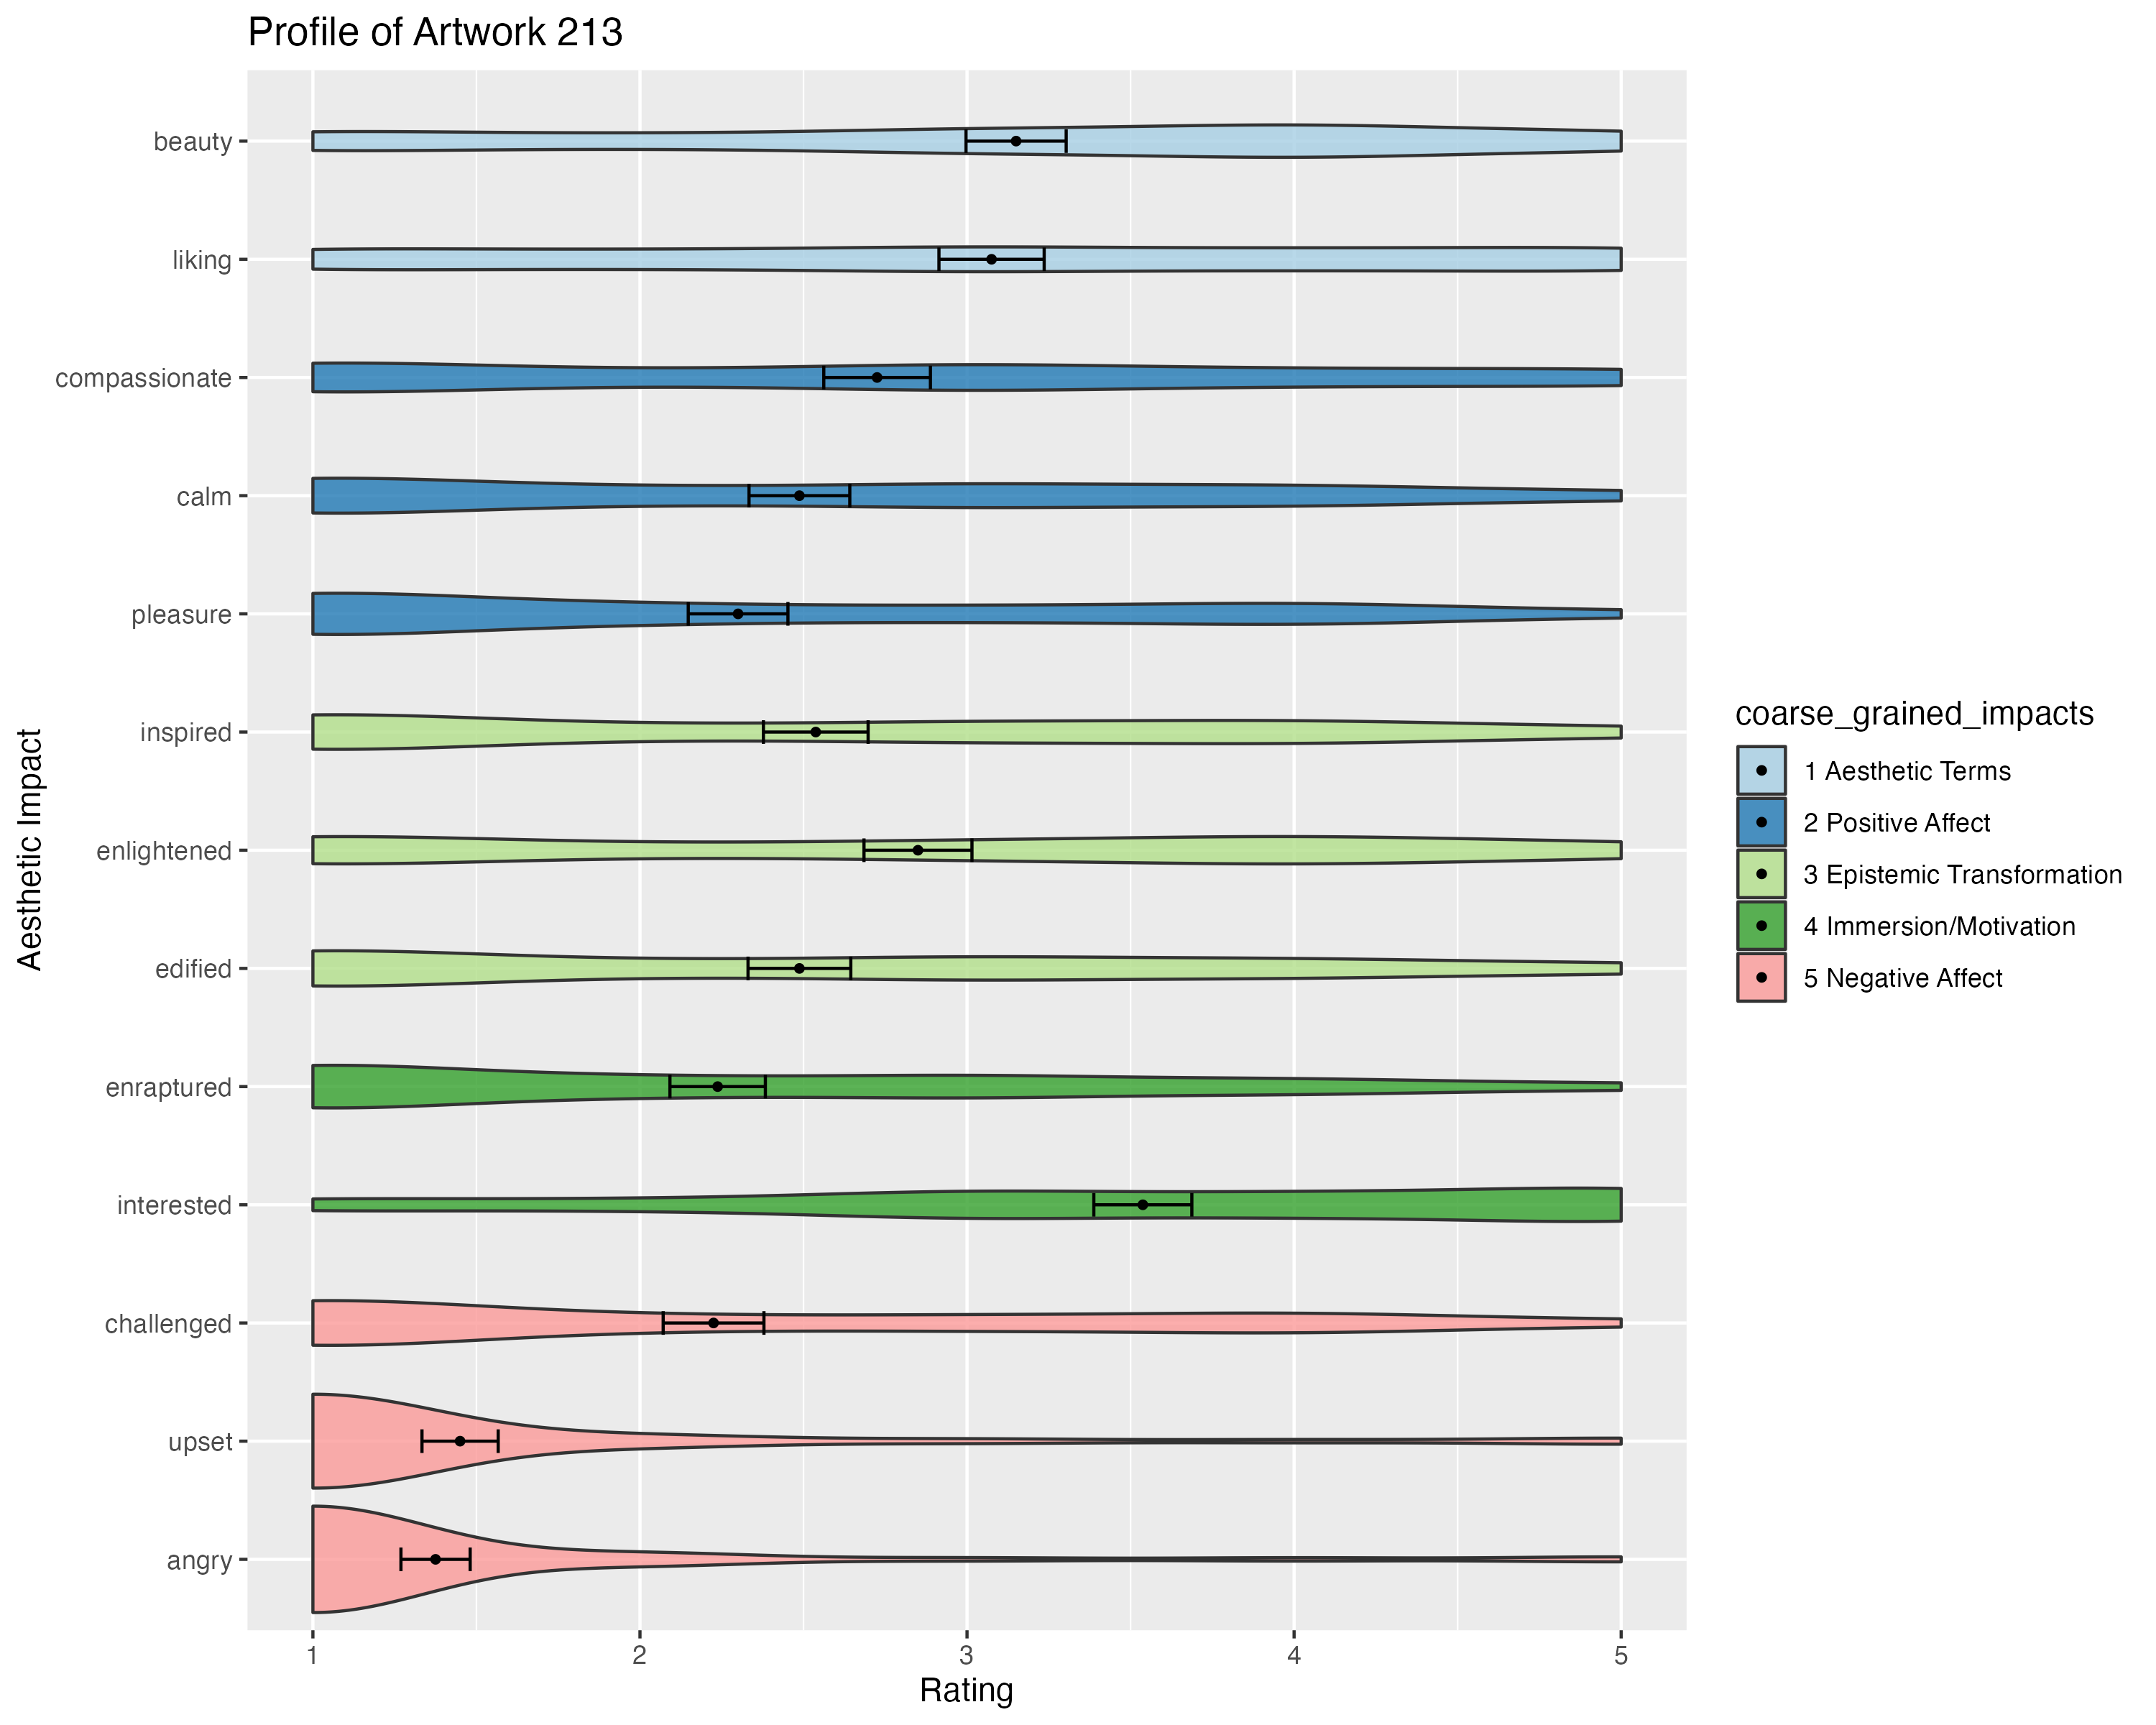 Profile of Artwork 213
Aesthetic Impact
beauty
liking
compassionate
calm
pleasure
inspired
enlightened
edified
enraptured
interested
challenged
upset
angry
1 2 3 4 5
Rating
coarse_grained_impacts
1 Aesthetic Terms
2 Positive Affect
3 Epistemic Transformation
4 Immersion/Motivation
5 Negative Affect